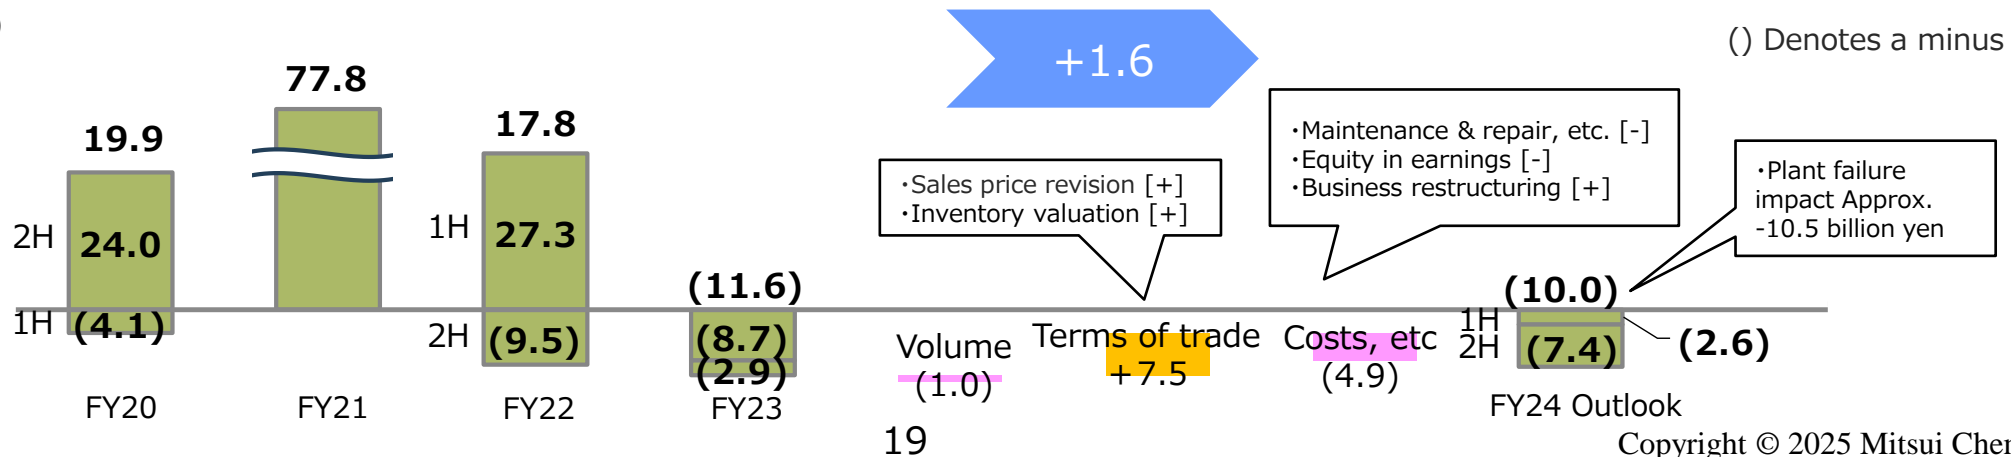 +1.6
() Denotes a minus
77.8
19.9
17.8
・Maintenance & repair, etc. [-]
・Equity in earnings [-]
・Business restructuring [+]
・Sales price revision [+]
・Inventory valuation [+]
・Plant failure
impact Approx.
-10.5 billion yen
2H
24.0
1H
27.3
(11.6)
(10.0)
1H
(4.1)
2H
(9.5)
(8.7)
(2.9)
Volume
(1.0)
Terms of trade
+7.5
Costs, etc
(4.9)
1H
2H
(7.4)
(2.6)
FY20
FY21
FY22
FY23
FY24 Outlook
19
Copyright © 2025 Mitsui Chem